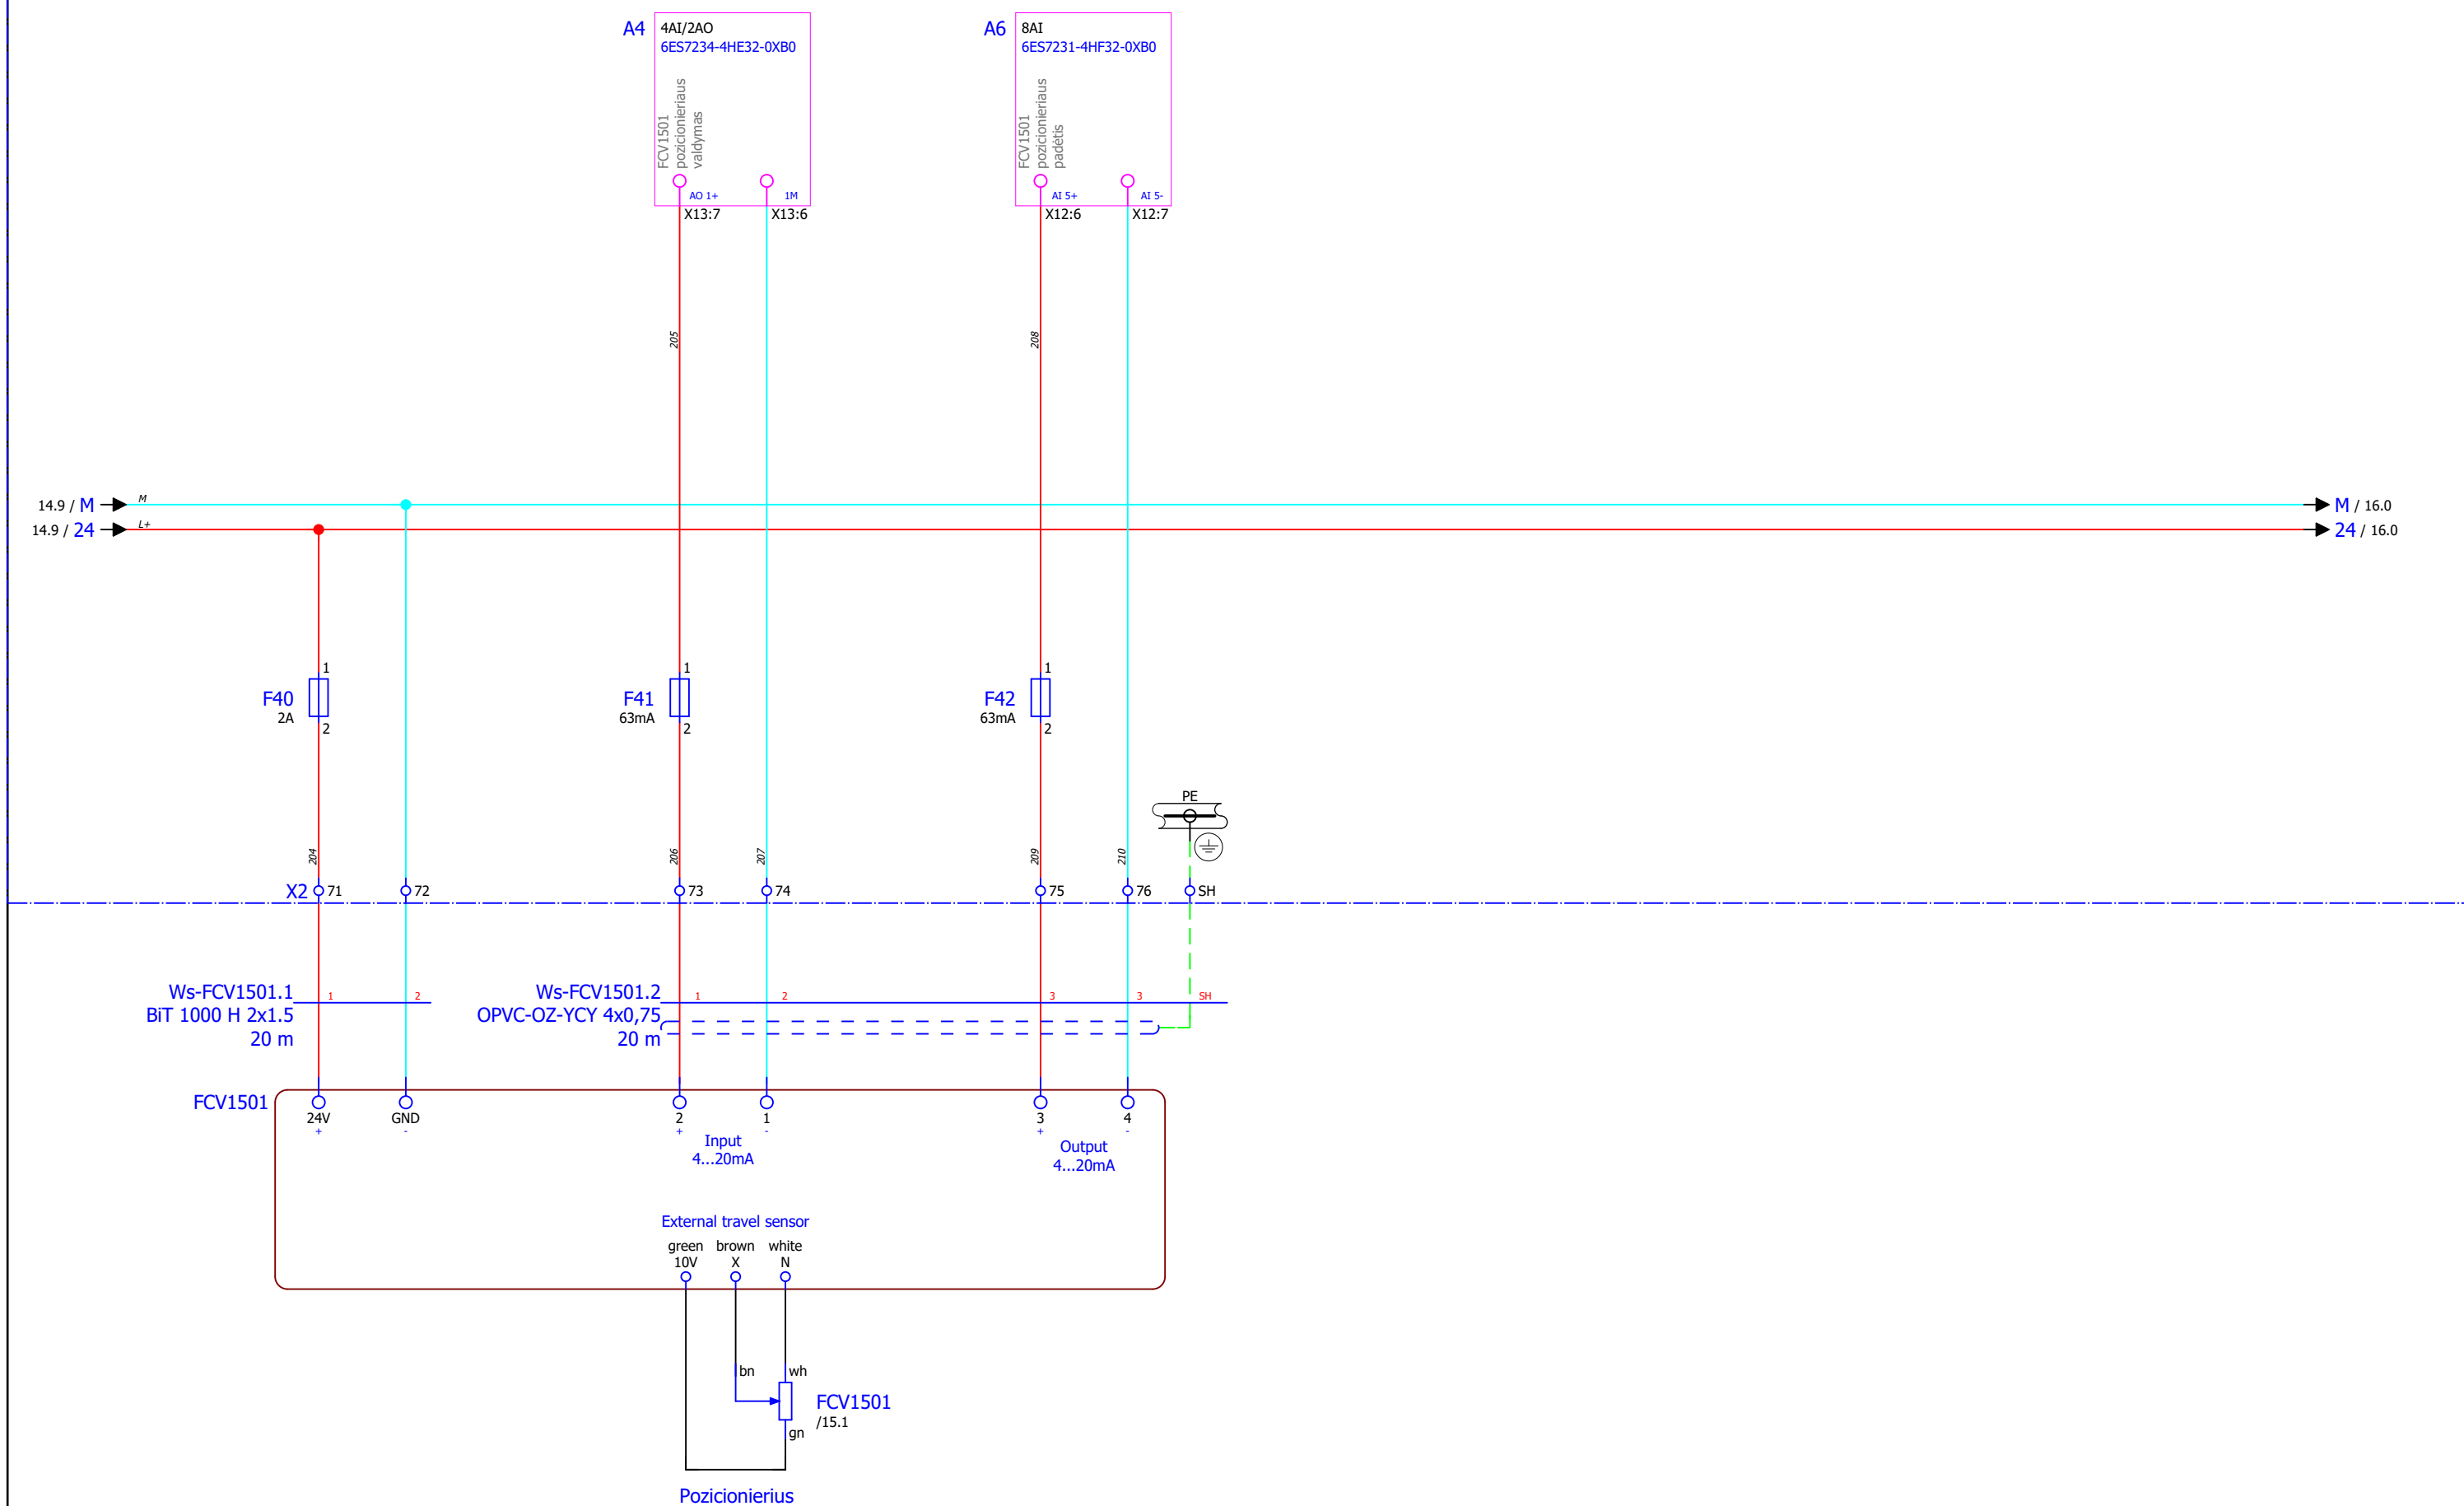 A4
4AI/2AO
6ES7234-4HE32-0XB0
FCV1501
pozicionieriaus
valdymas
AO 1+
1M
X13:7
X13:6
A6
8AI
6ES7231-4HF32-0XB0
FCV1501
pozicionieriaus
padėtis
AI 5+
AI 5-
X12:6
X12:7
205
208
14.9 / M
M
M / 16.0
14.9 / 24
L+
24 / 16.0
1
F40
2A
2
1
F41
63mA
2
1
F42
63mA
2
PE
204
206
207
209
210
X2
71
72
73
74
75
76
SH
Ws-FCV1501.1
BiT 1000 H 2x1.5
20 m
1
2
Ws-FCV1501.2
OPVC-OZ-YCY 4x0,75
20 m
1
2
3
3
SH
FCV1501
24V
+
GND
-
2
+
1
-
Input
4...20mA
3
+
4
-
Output
4...20mA
External travel sensor
green
10V
brown
X
white
N
bn
wh
FCV1501
/15.1
gn
Pozicionierius